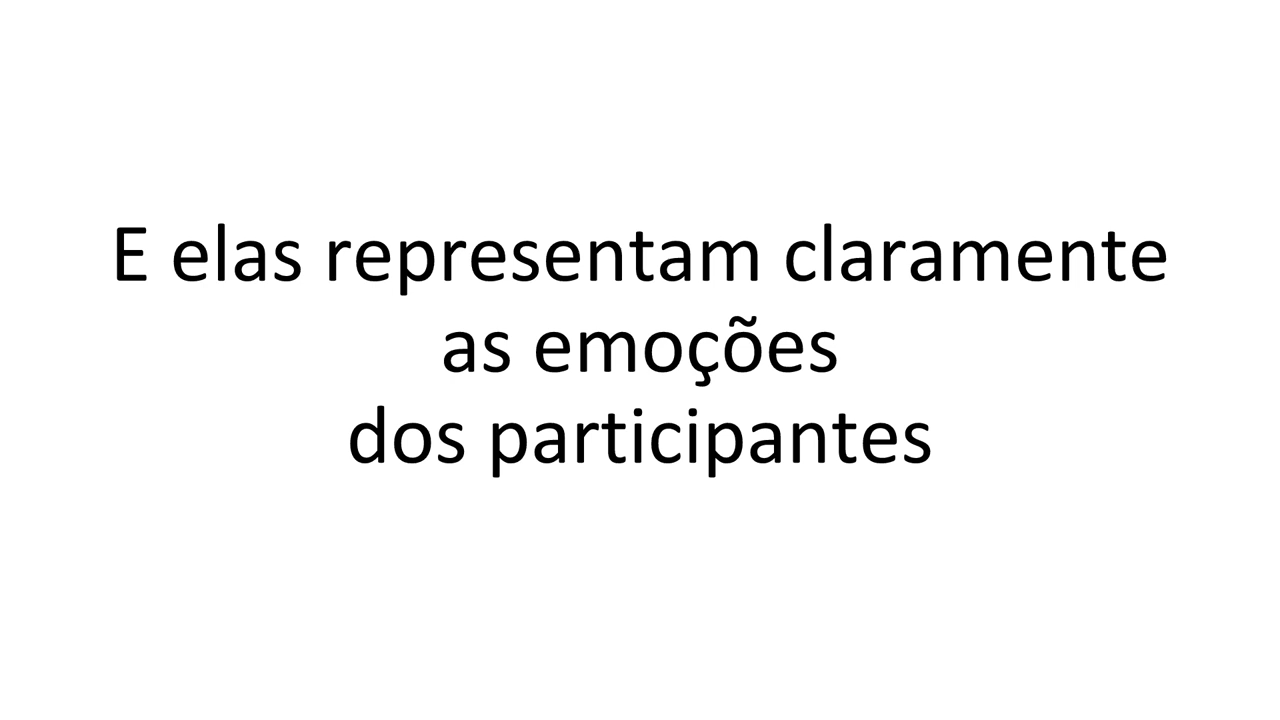 E elas representam claramente
as emoções
dos participantes